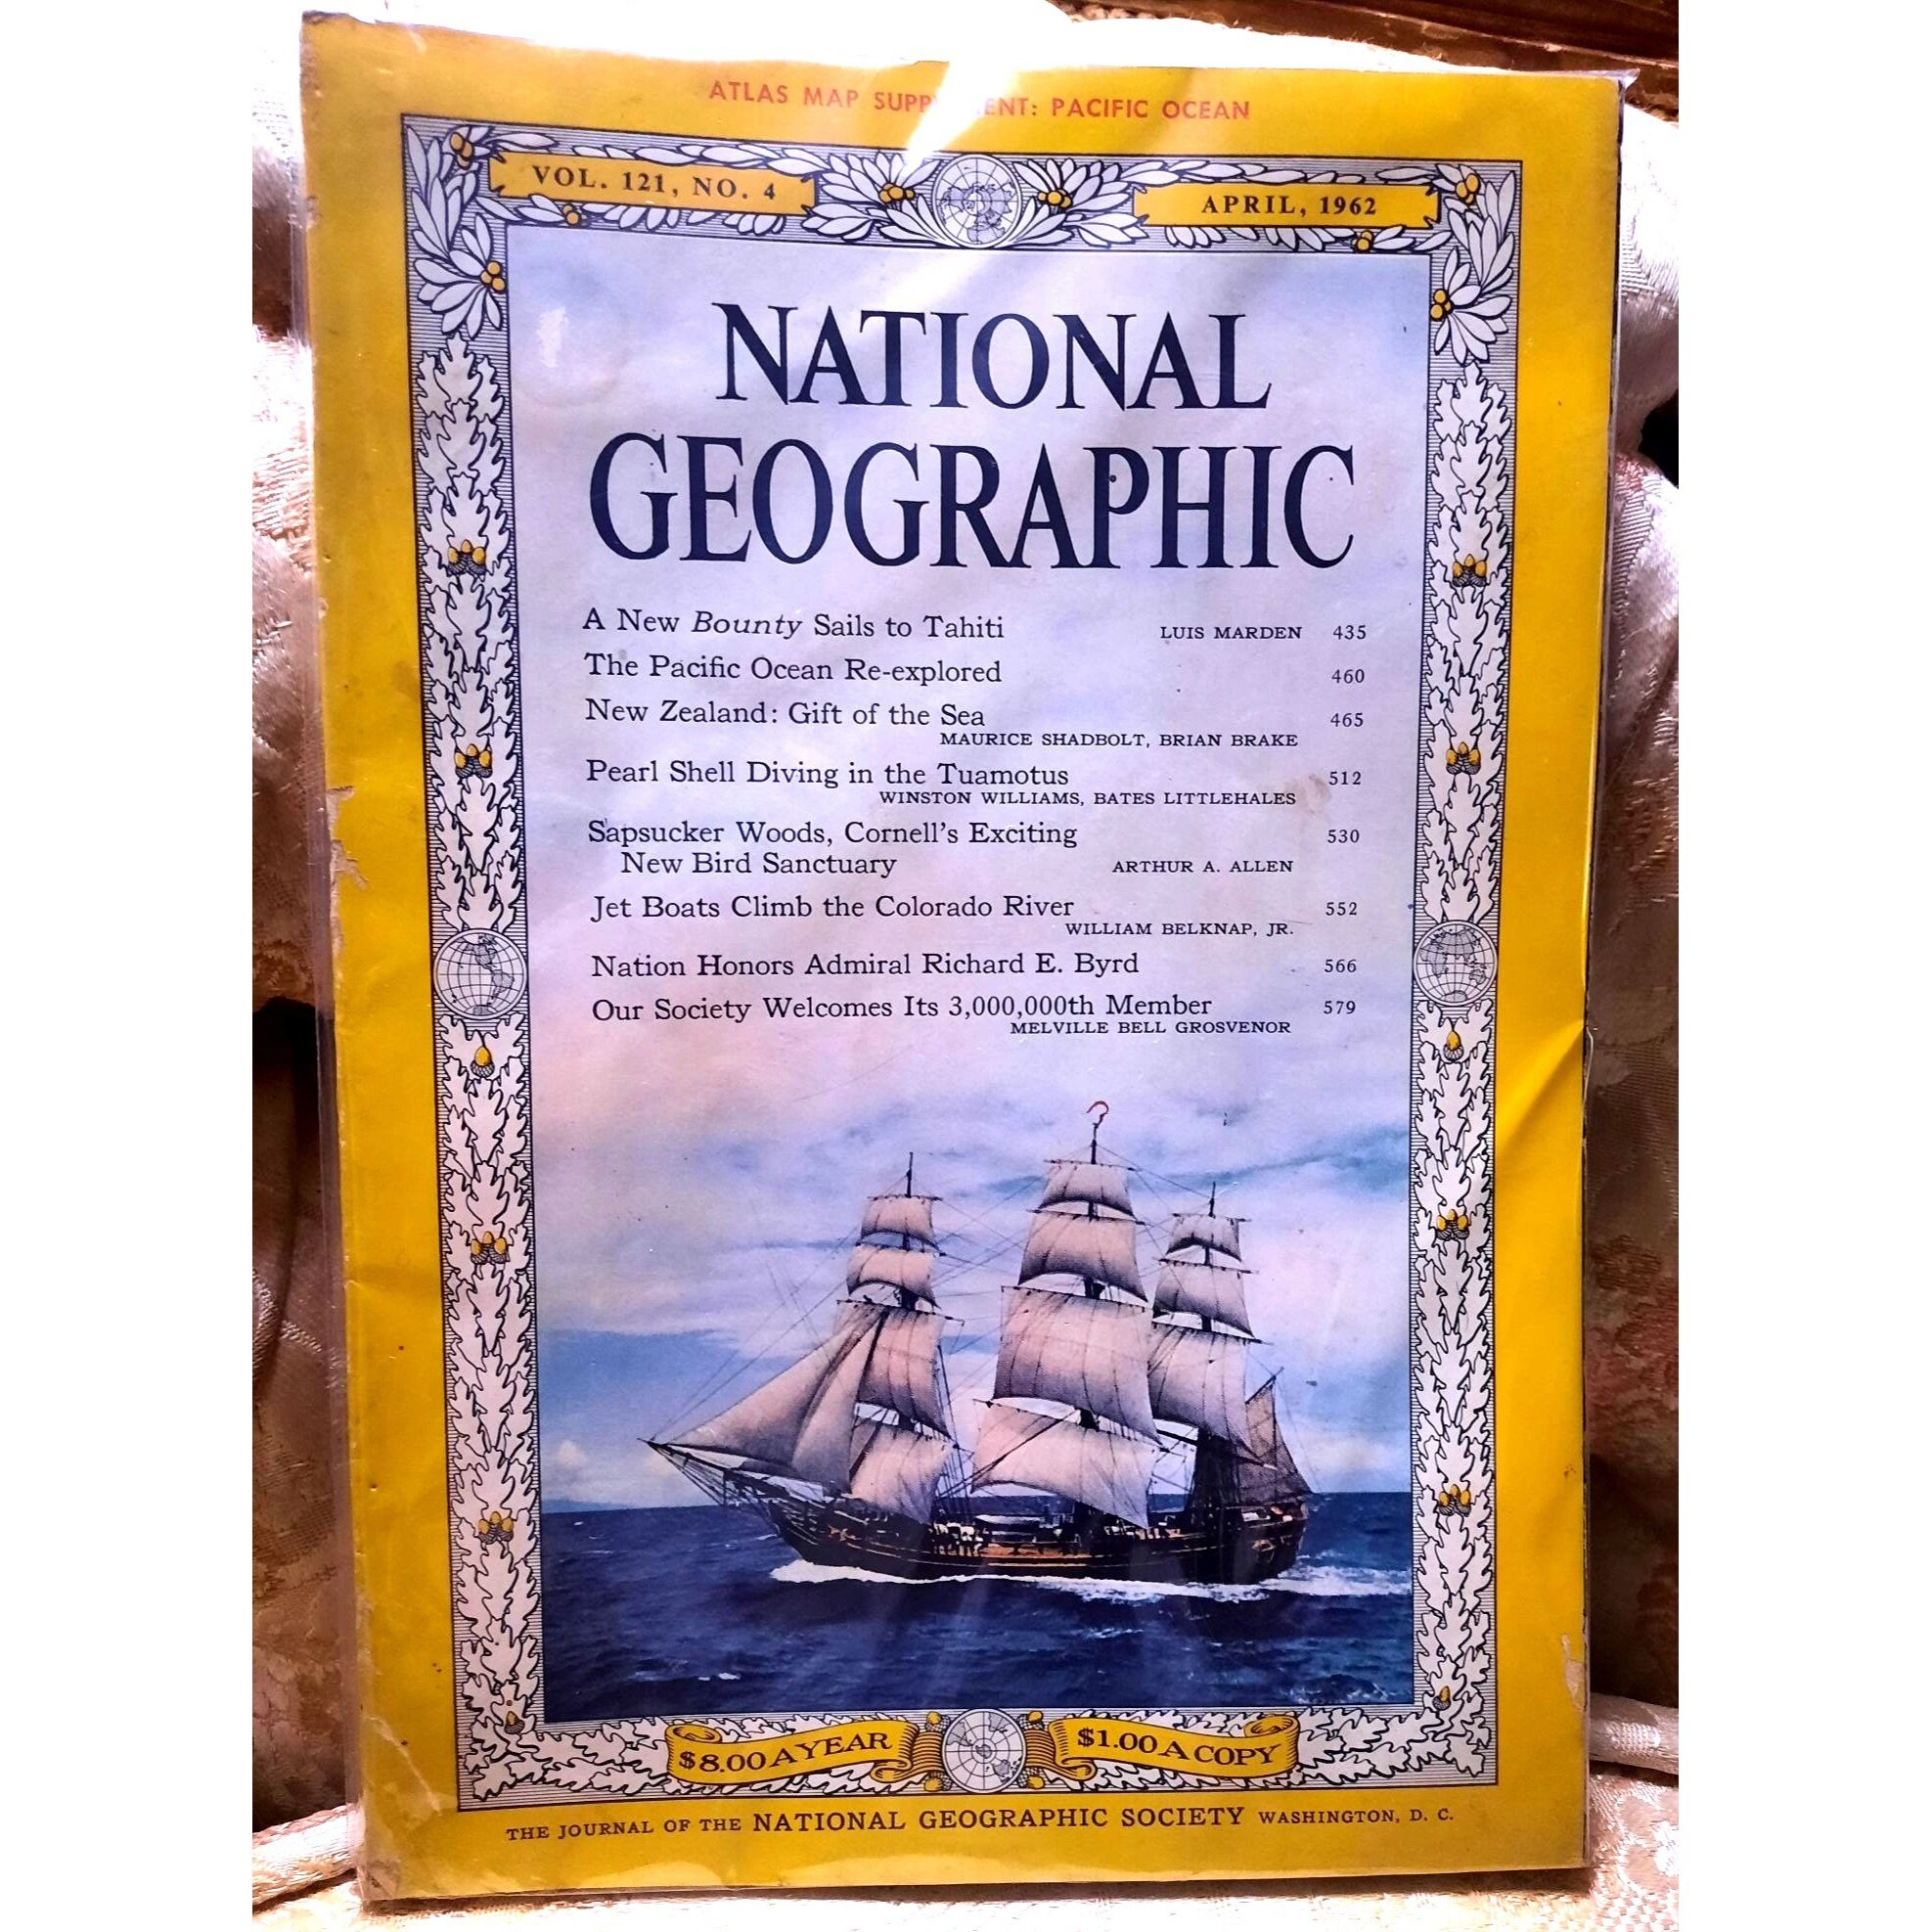 ATLAS MAP SUPP ENT: PACIFIC OCEAN
VOL. 121, NO. 4
APRIL, 1962
NATIONAL
GEOGRAPHIC
A New Bounty Sails to Tahiti LUIS MARDEN 435
The Pacific Ocean Re-explored 460
New Zealand: Gift of the Sea 465
MAURICE SHADBOLT, BRIAN BRAKE
Pearl Shell Diving in the Tuamotus 512
WINSTON WILLIAMS, BATES LITTLEHALES
Sapsucker Woods, Cornell's Exciting 530
New Bird Sanctuary ARTHUR A. ALLEN
Jet Boats Climb the Colorado River 552
WILLIAM BELKNAP, JR.
Nation Honors Admiral Richard E. Byrd 566
Our Society Welcomes Its 3,000,000th Member 579
MELVILLE BELL GROSVENOR
$8.00 A YEAR
$1.00 A COPY
THE JOURNAL OF THE NATIONAL GEOGRAPHIC SOCIETY WASHINGTON, D. C.